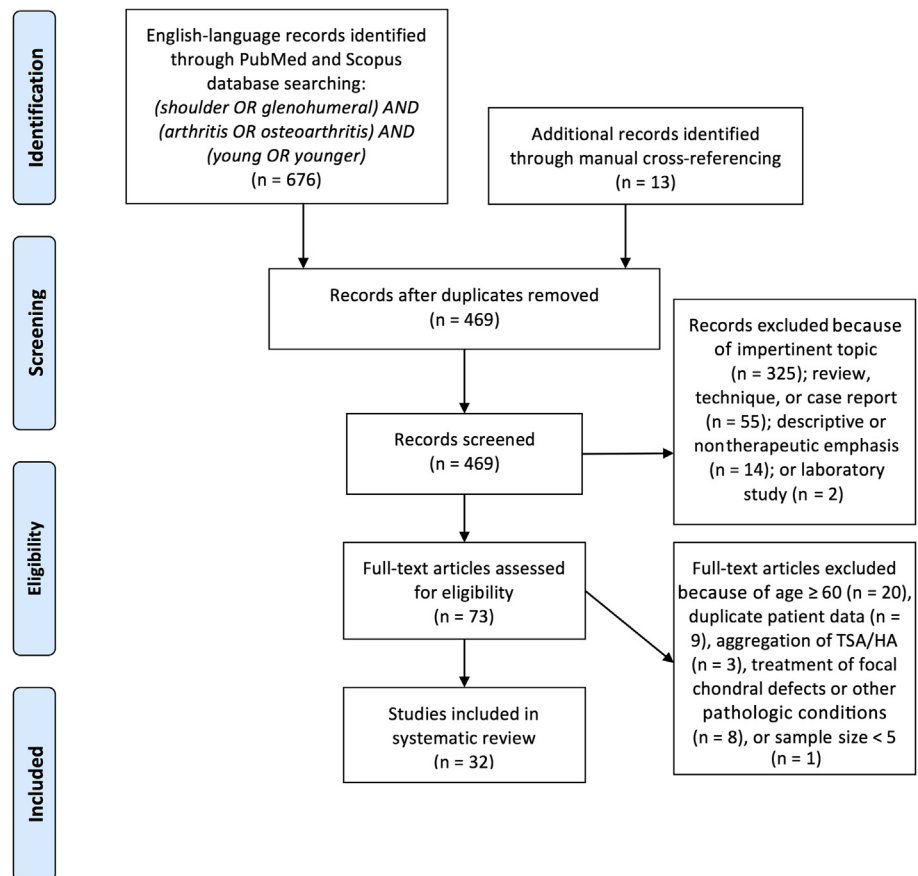 Identification
English-language records identified
through PubMed and Scopus
database searching:
(shoulder OR glenohumeral) AND
(arthritis OR osteoarthritis) AND
(young OR younger)
(n = 676)
Additional records identified
through manual cross-referencing
(n = 13)
Screening
Records after duplicates removed
(n = 469)
Records screened
(n = 469)
Records excluded because
of impertinent topic
(n = 325); review,
technique, or case report
(n = 55); descriptive or
nontherapeutic emphasis
(n = 14); or laboratory
study (n = 2)
Eligibility
Full-text articles assessed
for eligibility
(n = 73)
Full-text articles excluded
because of age ≥ 60 (n = 20),
duplicate patient data (n =
9), aggregation of TSA/HA
(n = 3), treatment of focal
chondral defects or other
pathologic conditions
(n = 8), or sample size < 5
(n = 1)
Included
Studies included in
systematic review
(n = 32)